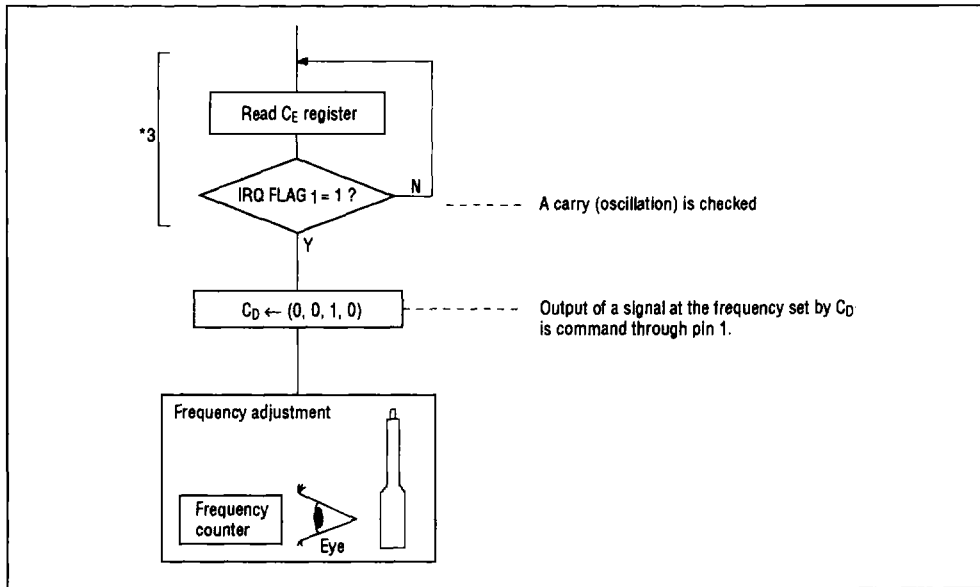 Read CE register
*3
IRQ FLAG 1 = 1 ?
N
A carry (oscillation) is checked
Y
CD ← (0, 0, 1, 0)
Output of a signal at the frequency set by CD
is command through pin 1.
Frequency adjustment
Frequency
counter
Eye